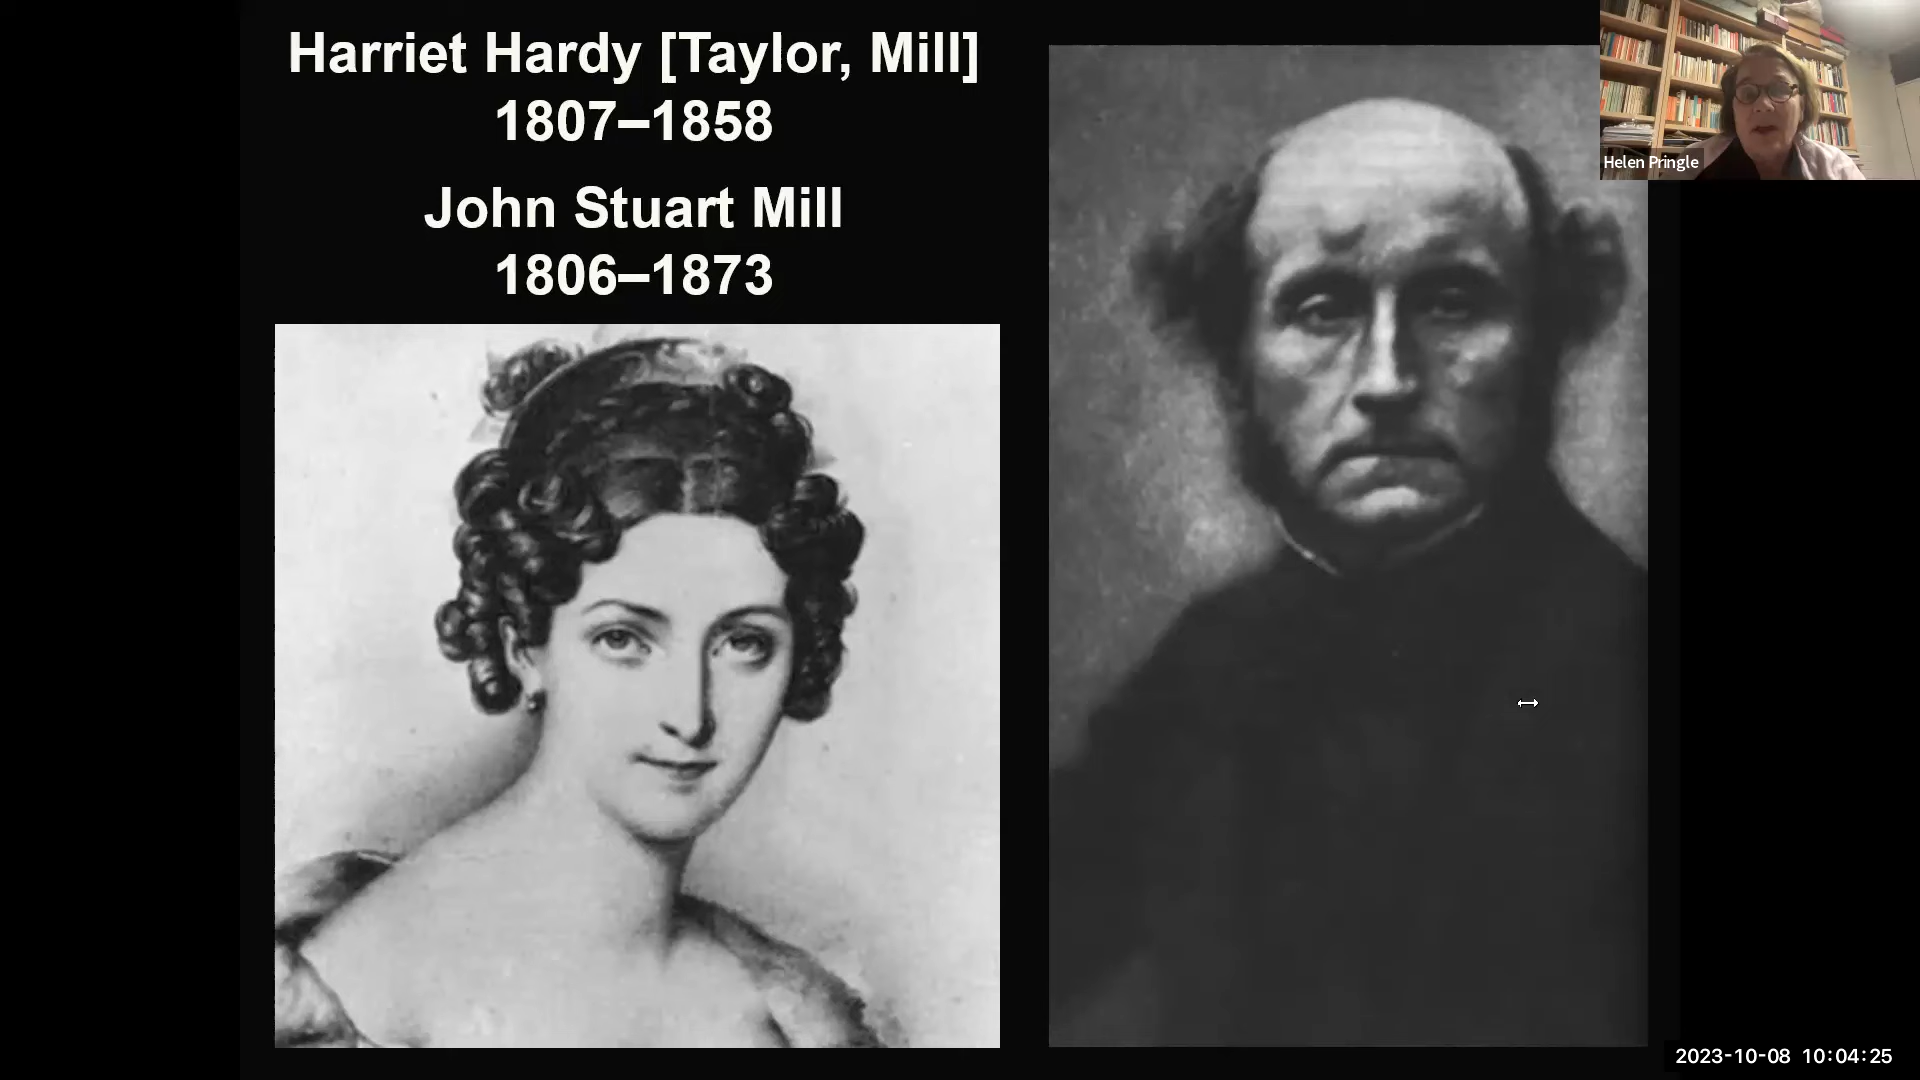 Harriet Hardy [Taylor, Mill]
1807–1858
John Stuart Mill
1806–1873
Helen Pringle
2023-10-08 10:04:25